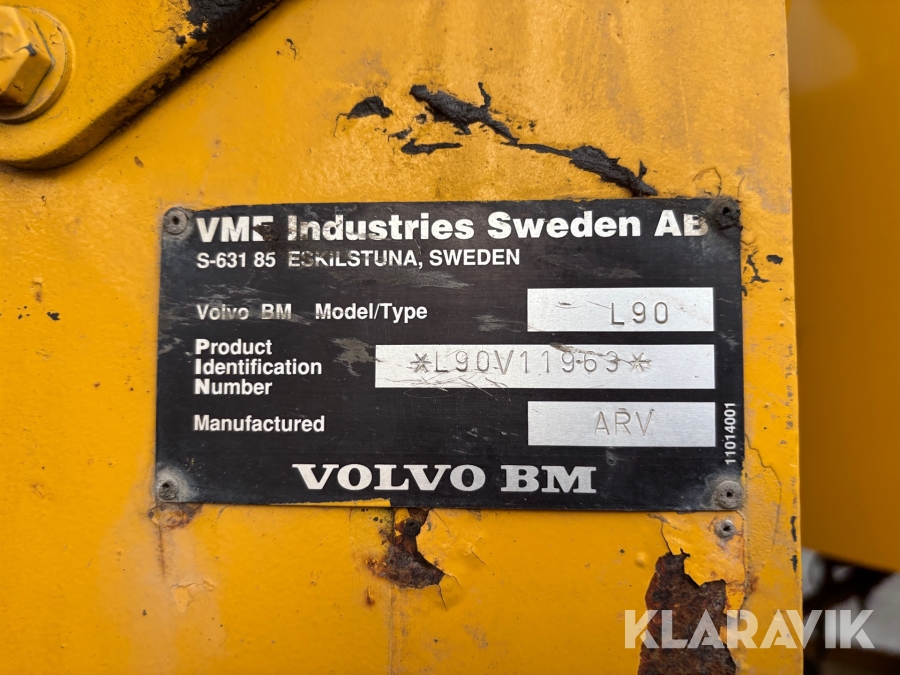 VME Industries Sweden AB
S-631 85 ESKILSTUNA, SWEDEN
Volvo BM Model/Type L90
Product
Identification
Number
*L90V11963*
Manufactured ARV
11014001
VOLVO BM
KLARAVIK